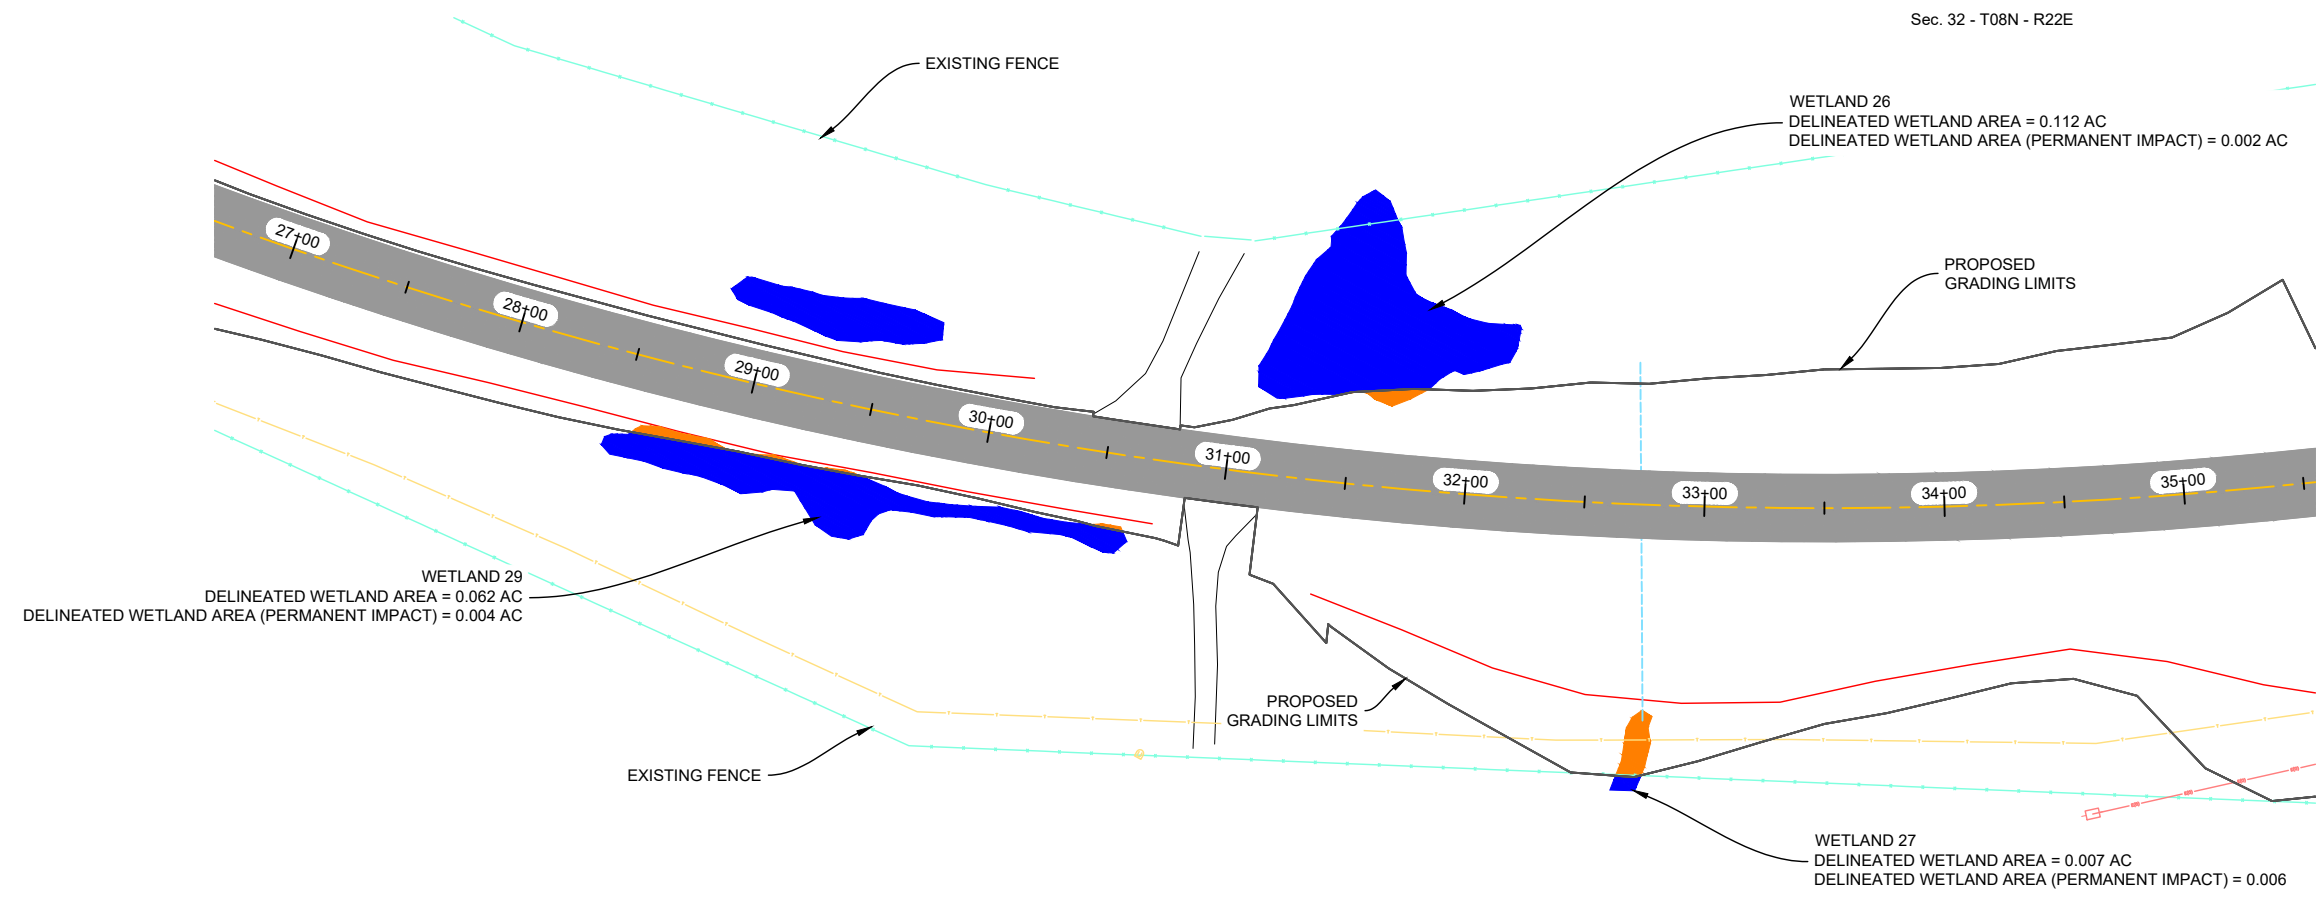 Sec. 32 - T08N - R22E
EXISTING FENCE
WETLAND 26
DELINEATED WETLAND AREA = 0.112 AC
DELINEATED WETLAND AREA (PERMANENT IMPACT) = 0.002 AC
PROPOSED
GRADING LIMITS
27+00
28+00
29+00
30+00
31+00
32+00
33+00
34+00
35+00
WETLAND 29
DELINEATED WETLAND AREA = 0.062 AC
DELINEATED WETLAND AREA (PERMANENT IMPACT) = 0.004 AC
PROPOSED
GRADING LIMITS
EXISTING FENCE
WETLAND 27
DELINEATED WETLAND AREA = 0.007 AC
DELINEATED WETLAND AREA (PERMANENT IMPACT) = 0.006